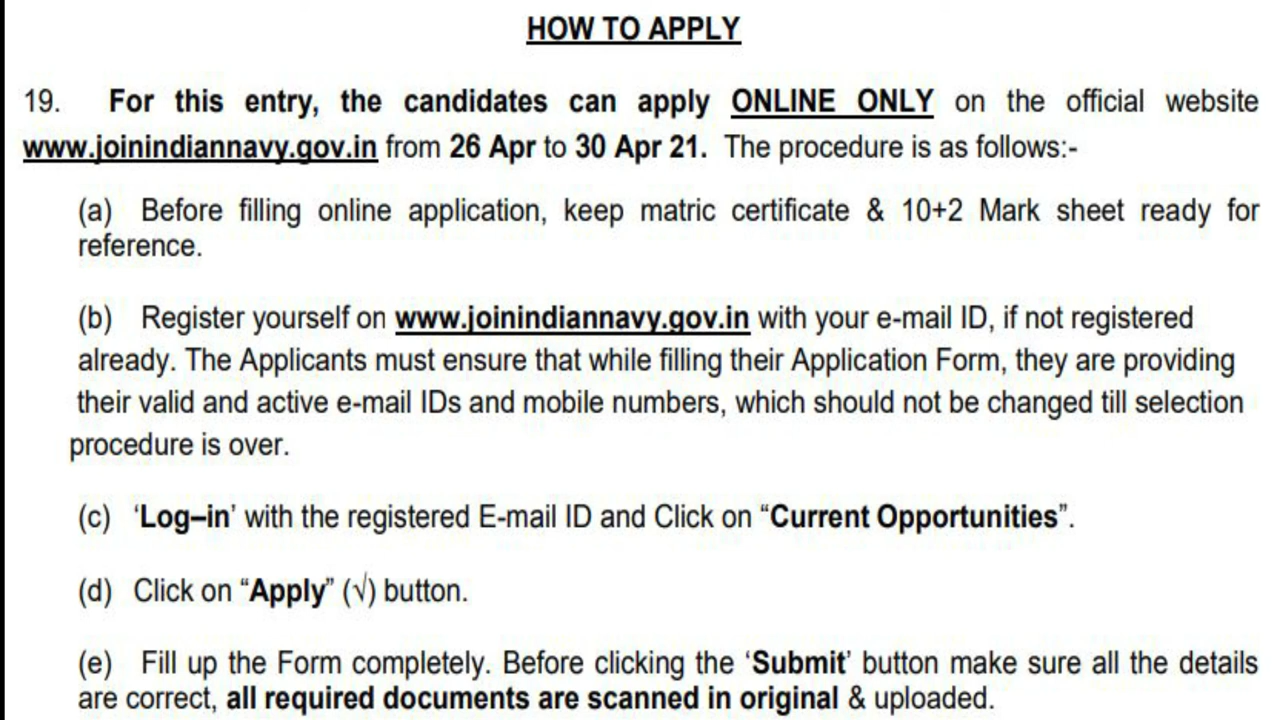 HOW TO APPLY
19. For this entry, the candidates can apply ONLINE ONLY on the official website
www.joinindiannavy.gov.in from 26 Apr to 30 Apr 21. The procedure is as follows:-
(a) Before filling online application, keep matric certificate & 10+2 Mark sheet ready for
reference.
(b) Register yourself on www.joinindiannavy.gov.in with your e-mail ID, if not registered
already. The Applicants must ensure that while filling their Application Form, they are providing
their valid and active e-mail IDs and mobile numbers, which should not be changed till selection
procedure is over.
(c) ‘Log–in’ with the registered E-mail ID and Click on “Current Opportunities”.
(d) Click on “Apply” (√) button.
(e) Fill up the Form completely. Before clicking the ‘Submit’ button make sure all the details
are correct, all required documents are scanned in original & uploaded.